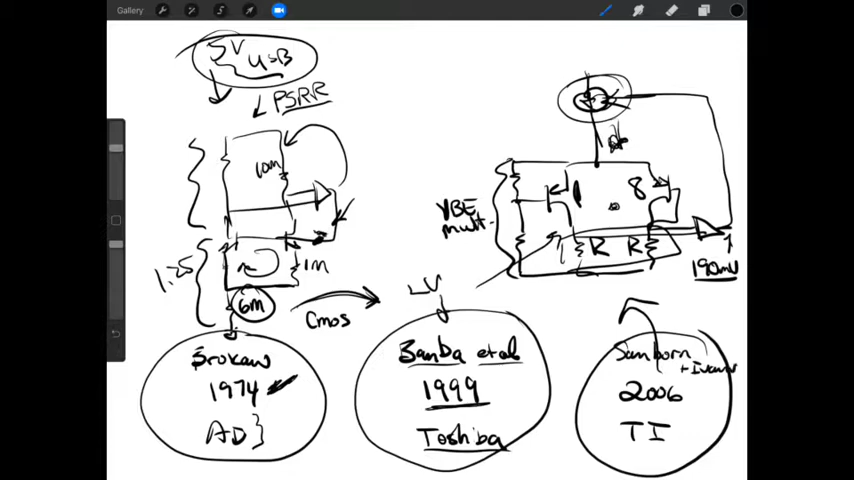 Gallery
5V USB
PSRR
10m
1
8
VBE
mult.
R R
190mV
1.25
1M
6M
Cmos
LV
Brokaw
1974
AD
Banba et al
1999
Toshiba
Sanborn
2006
TI